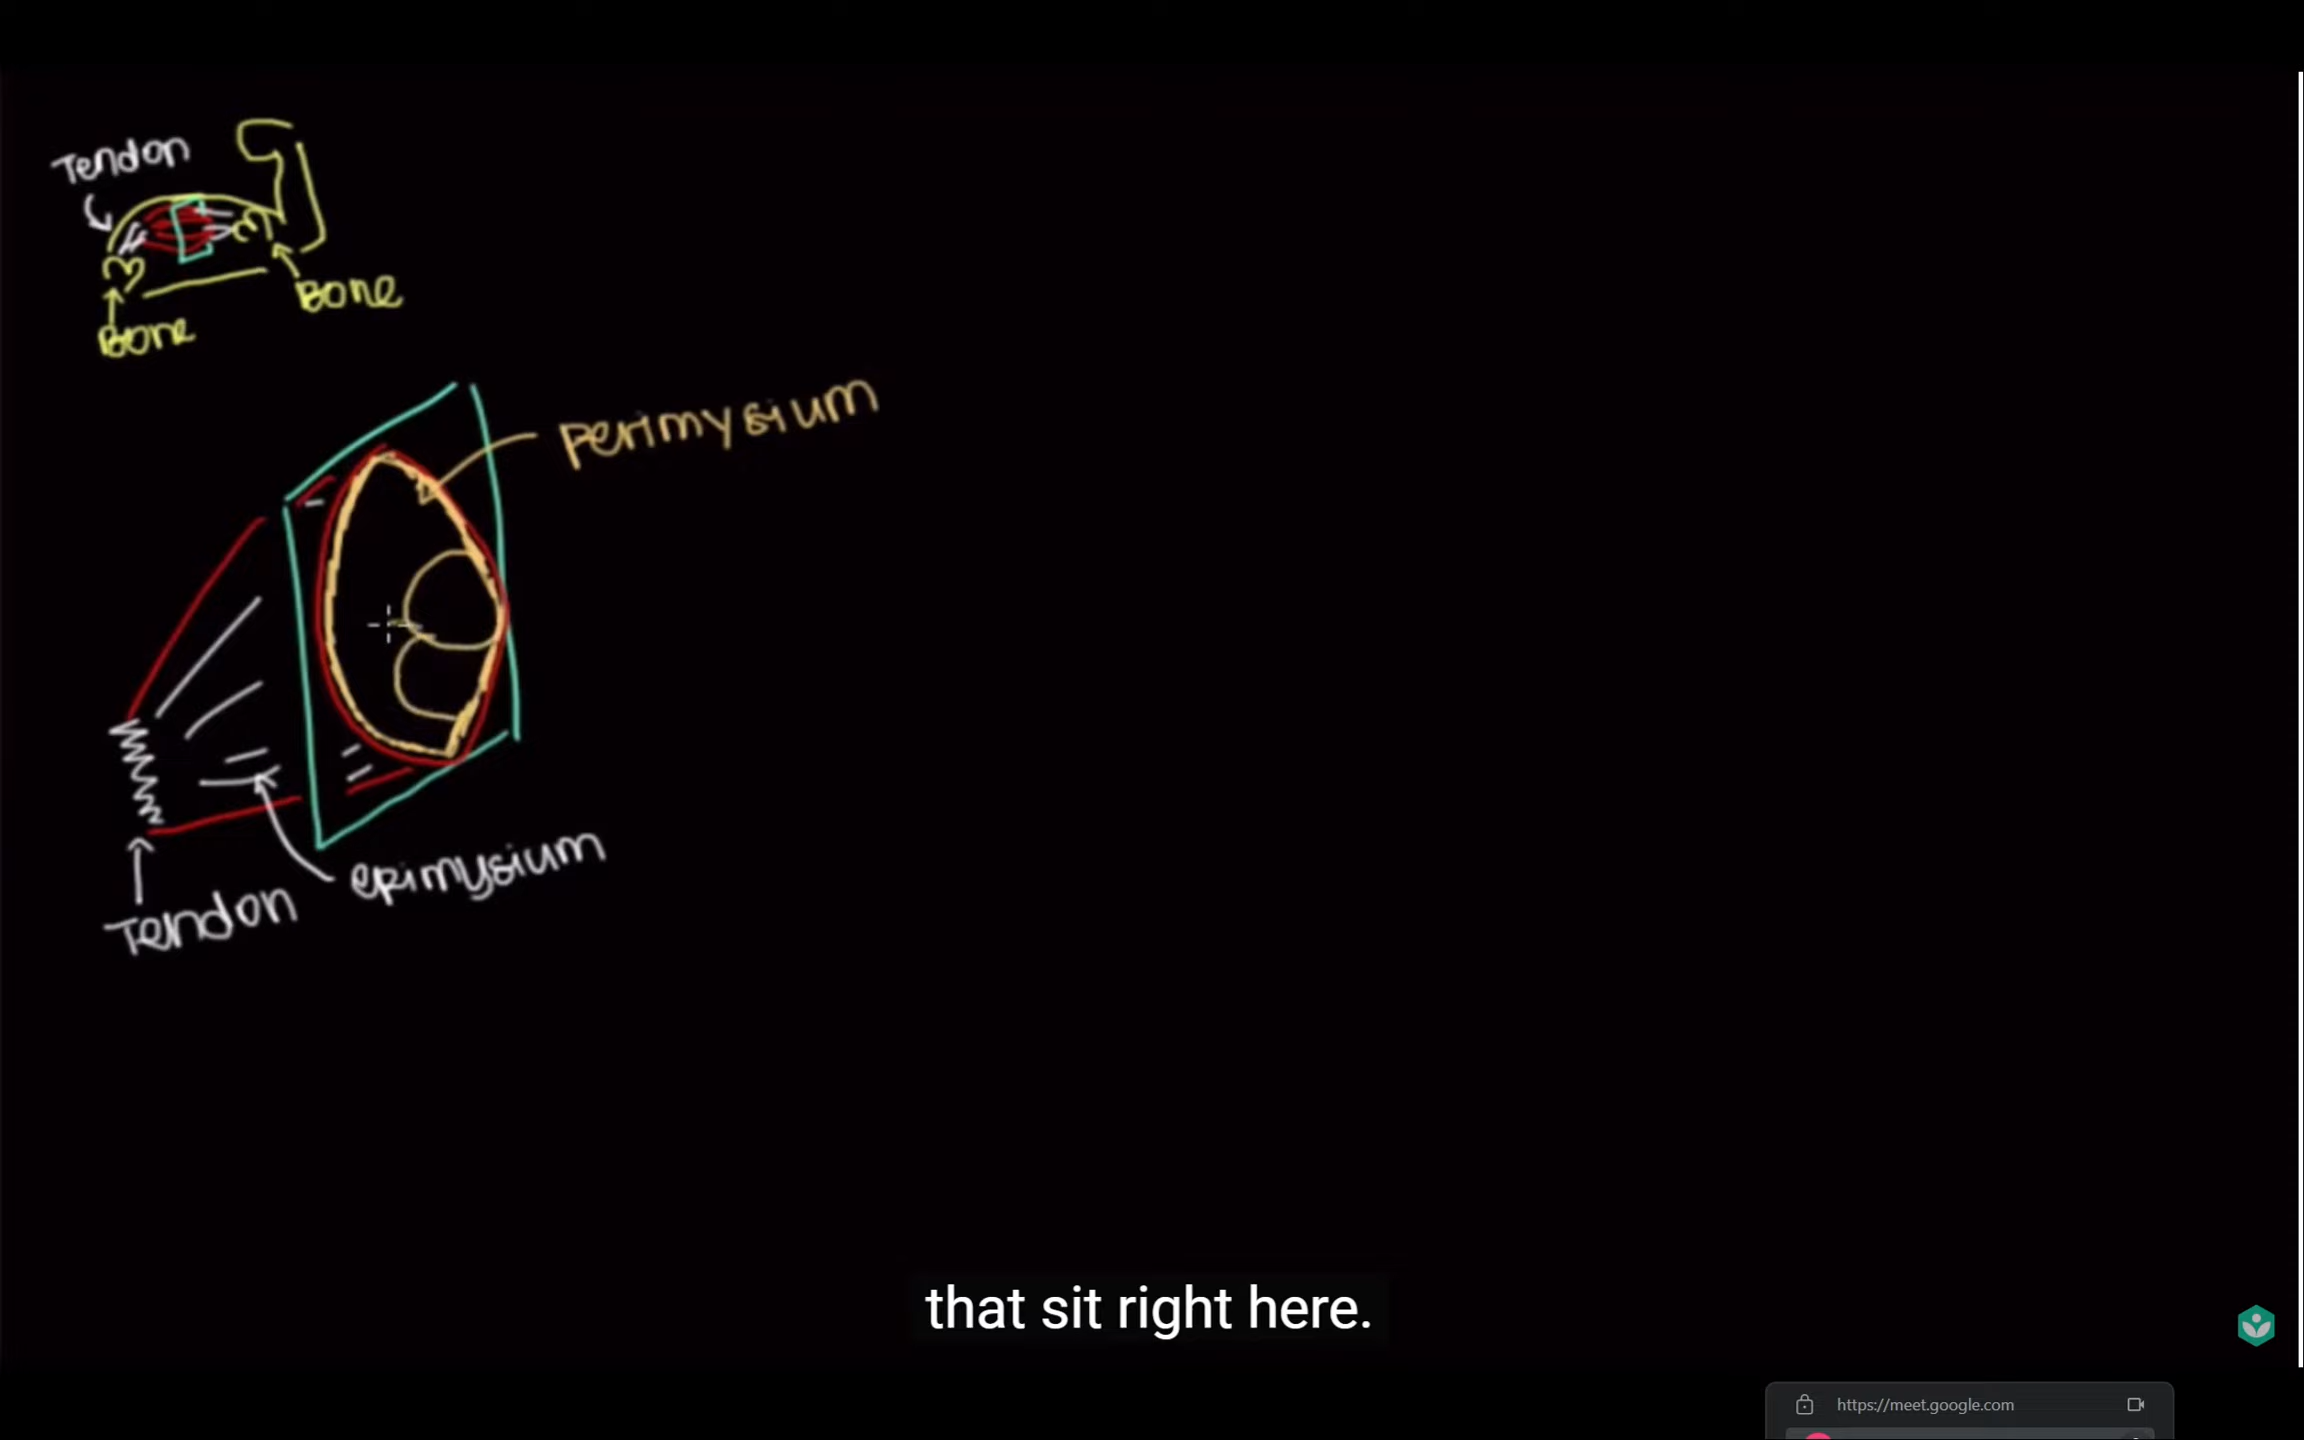 Tendon
Bone
Bone
Perimysium
epimysium
Tendon
that sit right here.
https://meet.google.com